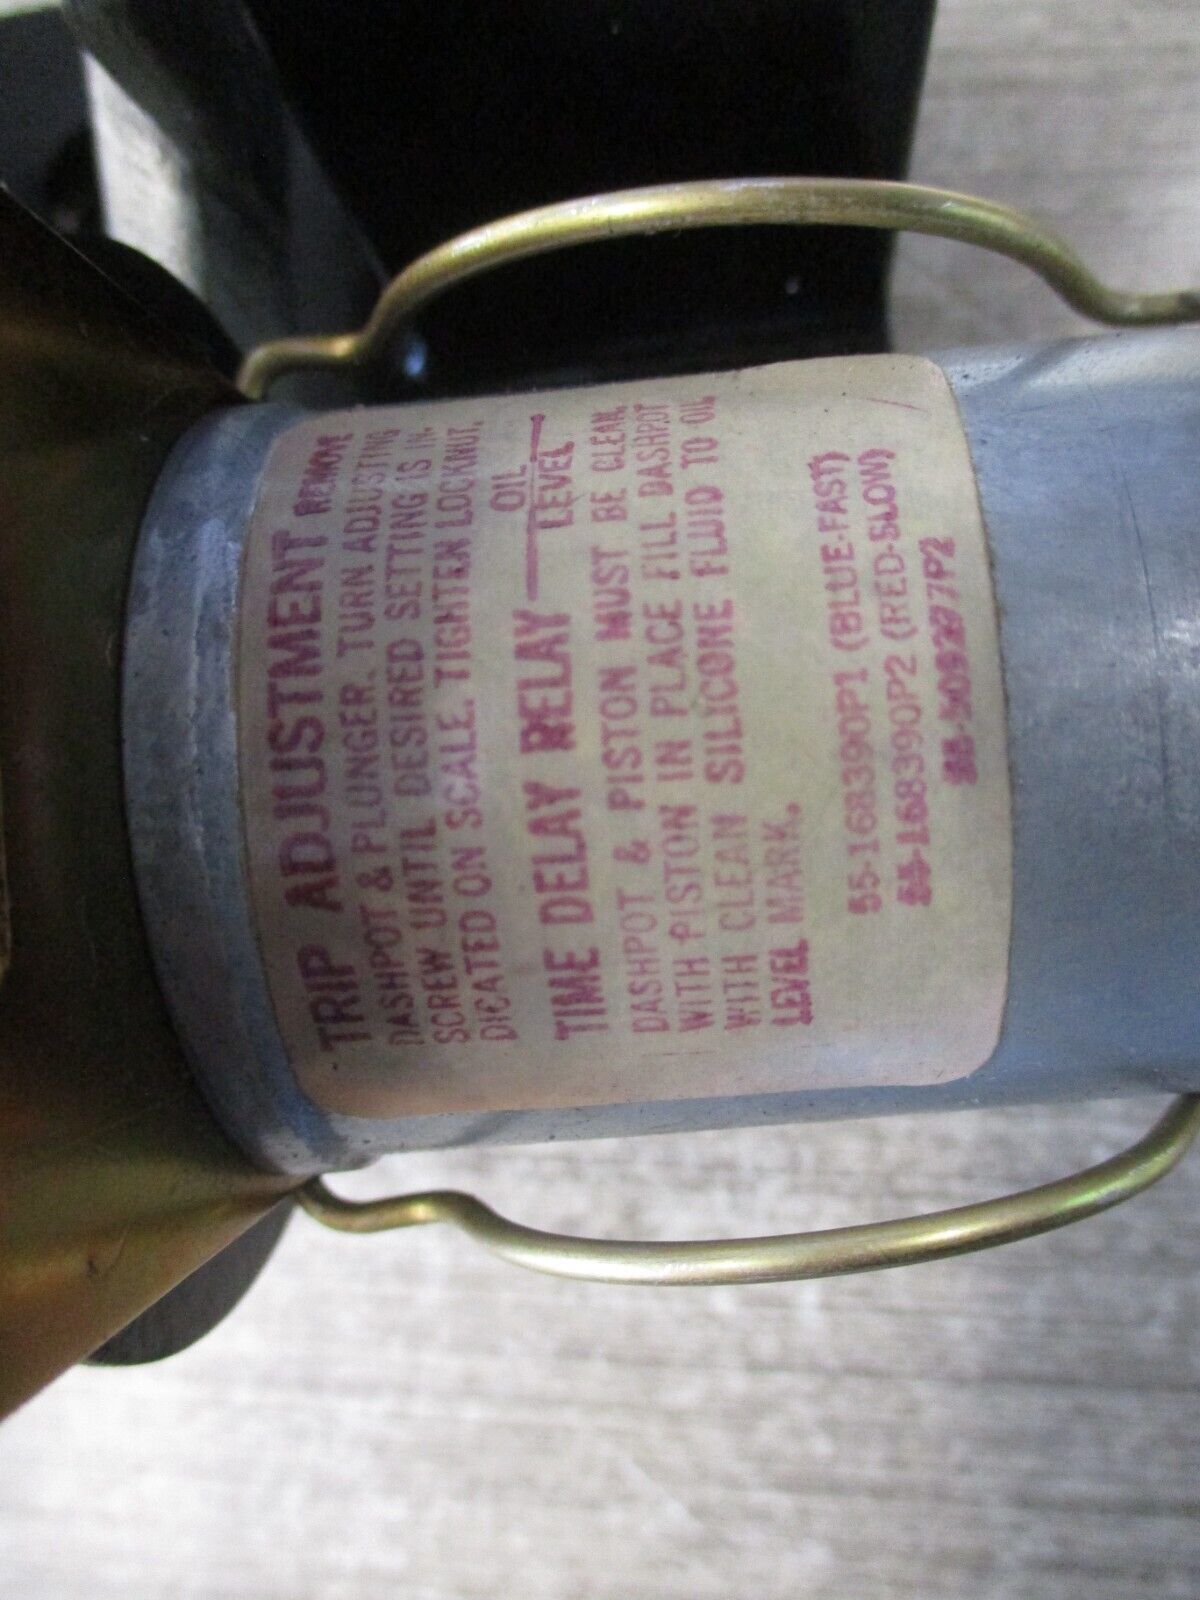 TRIP ADJUSTMENT REMOVE
DASHPOT & PLUNGER. TURN ADJUSTING
SCREW UNTIL DESIRED SETTING IS IN-
DICATED ON SCALE. TIGHTEN LOCKNUT.
OIL
TIME DELAY RELAY LEVEL
DASHPOT & PISTON MUST BE CLEAN.
WITH PISTON IN PLACE FILL DASHPOT
WITH CLEAN SILICONE FLUID TO OIL
LEVEL MARK.
55-168390P1 (BLUE-FAST)
55-168390P2 (RED-SLOW)